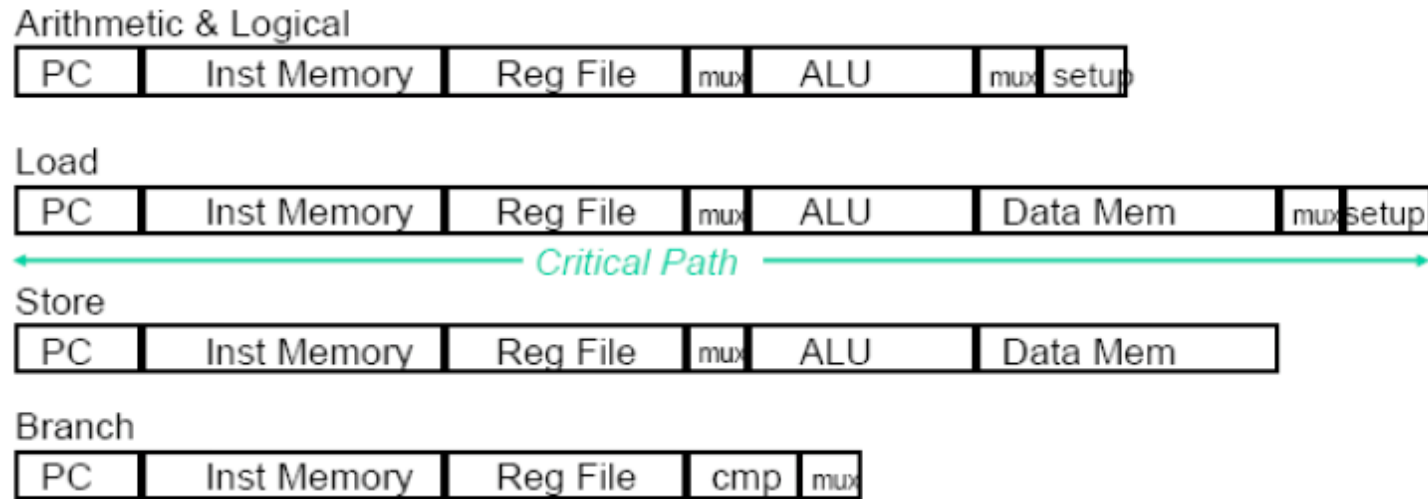 Arithmetic & Logical
PC Inst Memory Reg File mux ALU mux setup
Load
PC Inst Memory Reg File mux ALU Data Mem mux setup
Critical Path
Store
PC Inst Memory Reg File mux ALU Data Mem
Branch
PC Inst Memory Reg File cmp mux